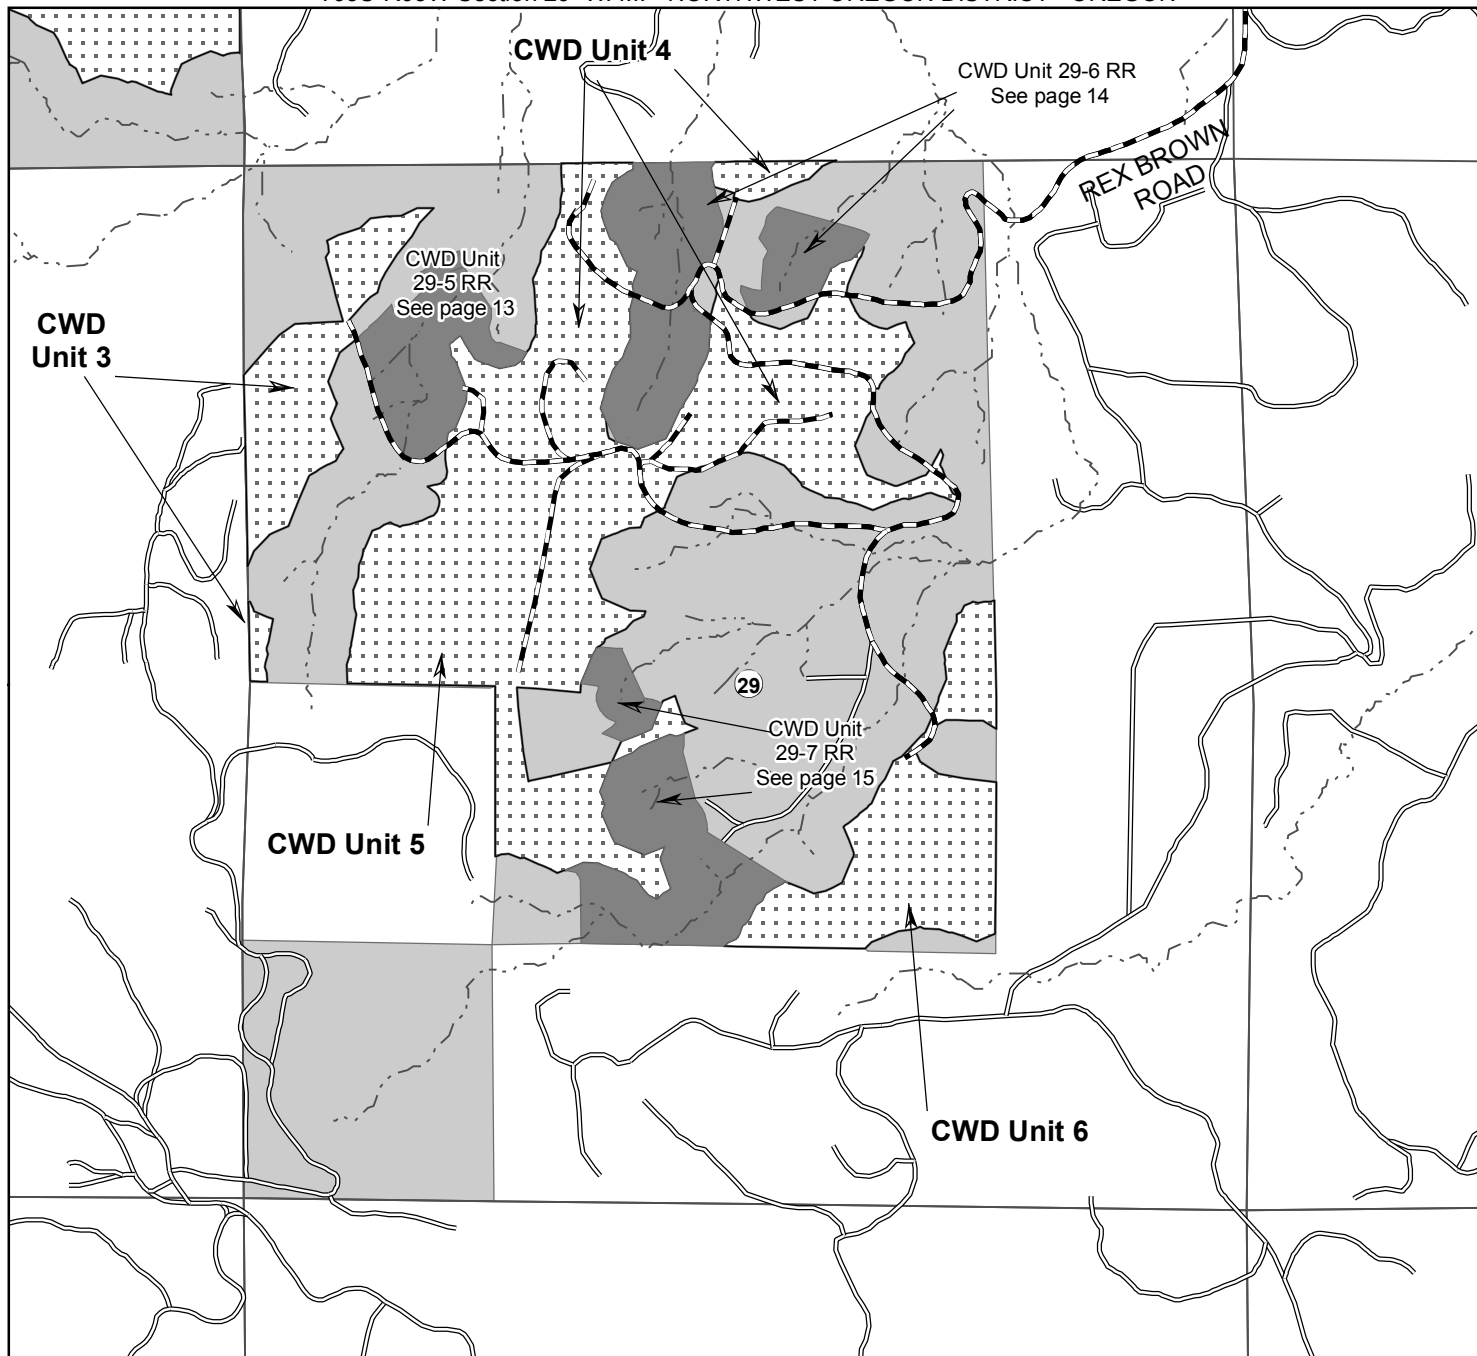 CWD Unit 4
CWD Unit 29-6 RR
See page 14
REX BROWN
ROAD
CWD Unit
29-5 RR
See page 13
CWD
Unit 3
29
CWD Unit
29-7 RR
See page 15
CWD Unit 5
CWD Unit 6